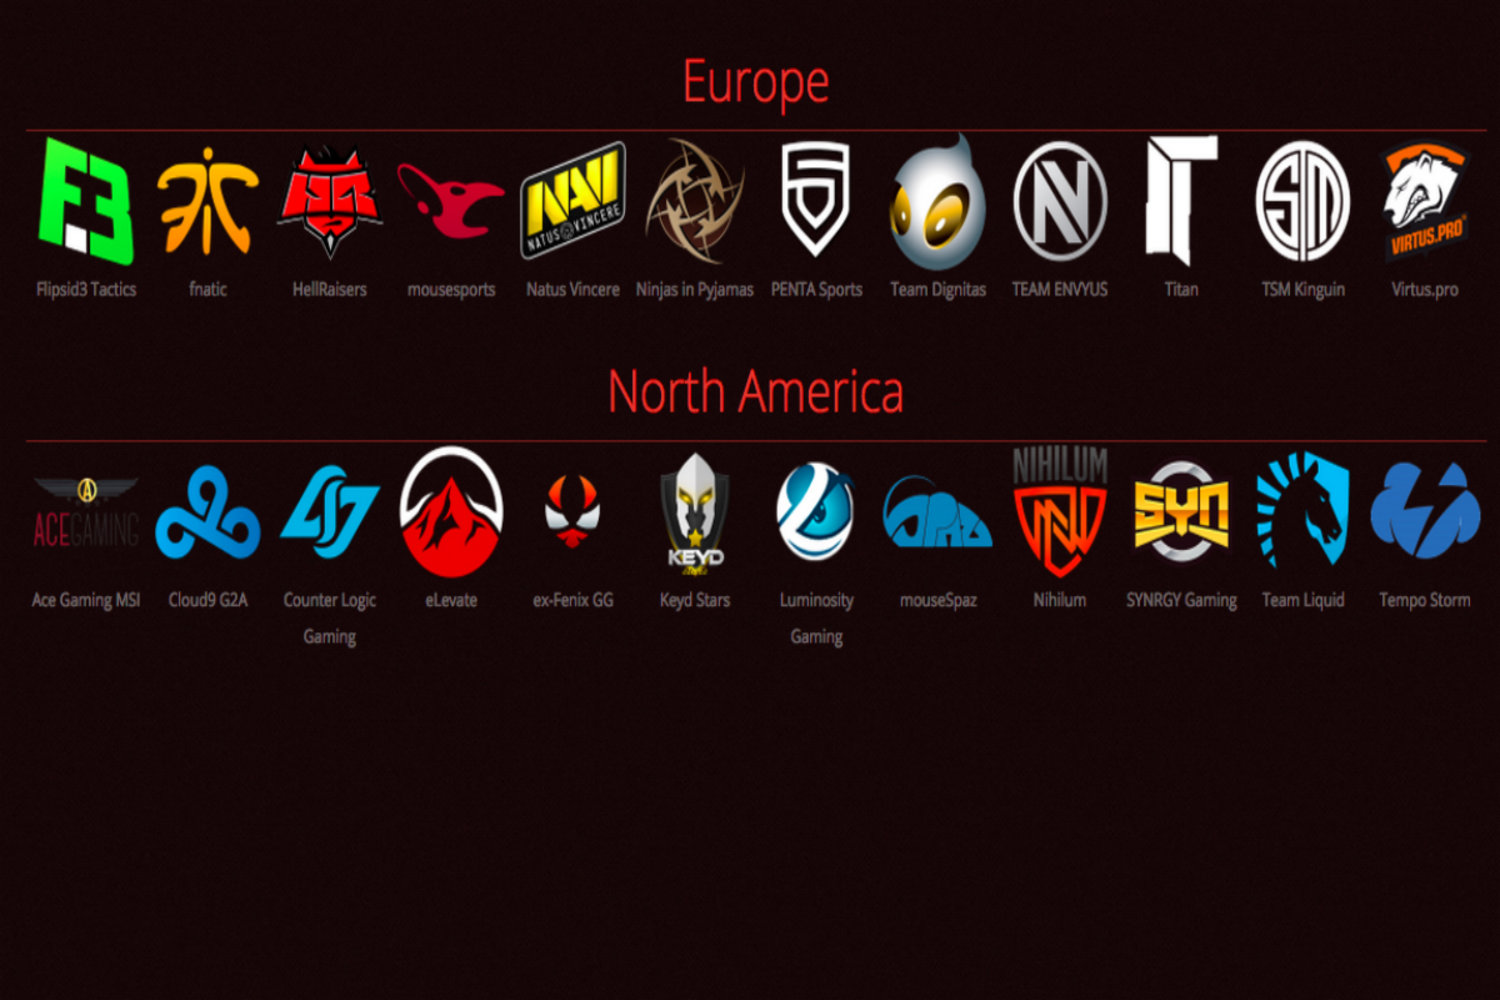 Europe
F3
NAVI
NATUS VINCERE
VIRTUS.PRO
Flipsid3 Tactics
fnatic
HellRaisers
mousesports
Natus Vincere
Ninjas in Pyjamas
PENTA Sports
Team Dignitas
TEAM ENVYUS
Titan
TSM Kinguin
Virtus.pro
North America
ACEGAMING
KEYD
NIHILUM
SYN
Ace Gaming MSI
Cloud9 G2A
Counter Logic
Gaming
eLevate
ex-Fenix GG
Keyd Stars
Luminosity
Gaming
mouseSpaz
Nihilum
SYNRGY Gaming
Team Liquid
Tempo Storm